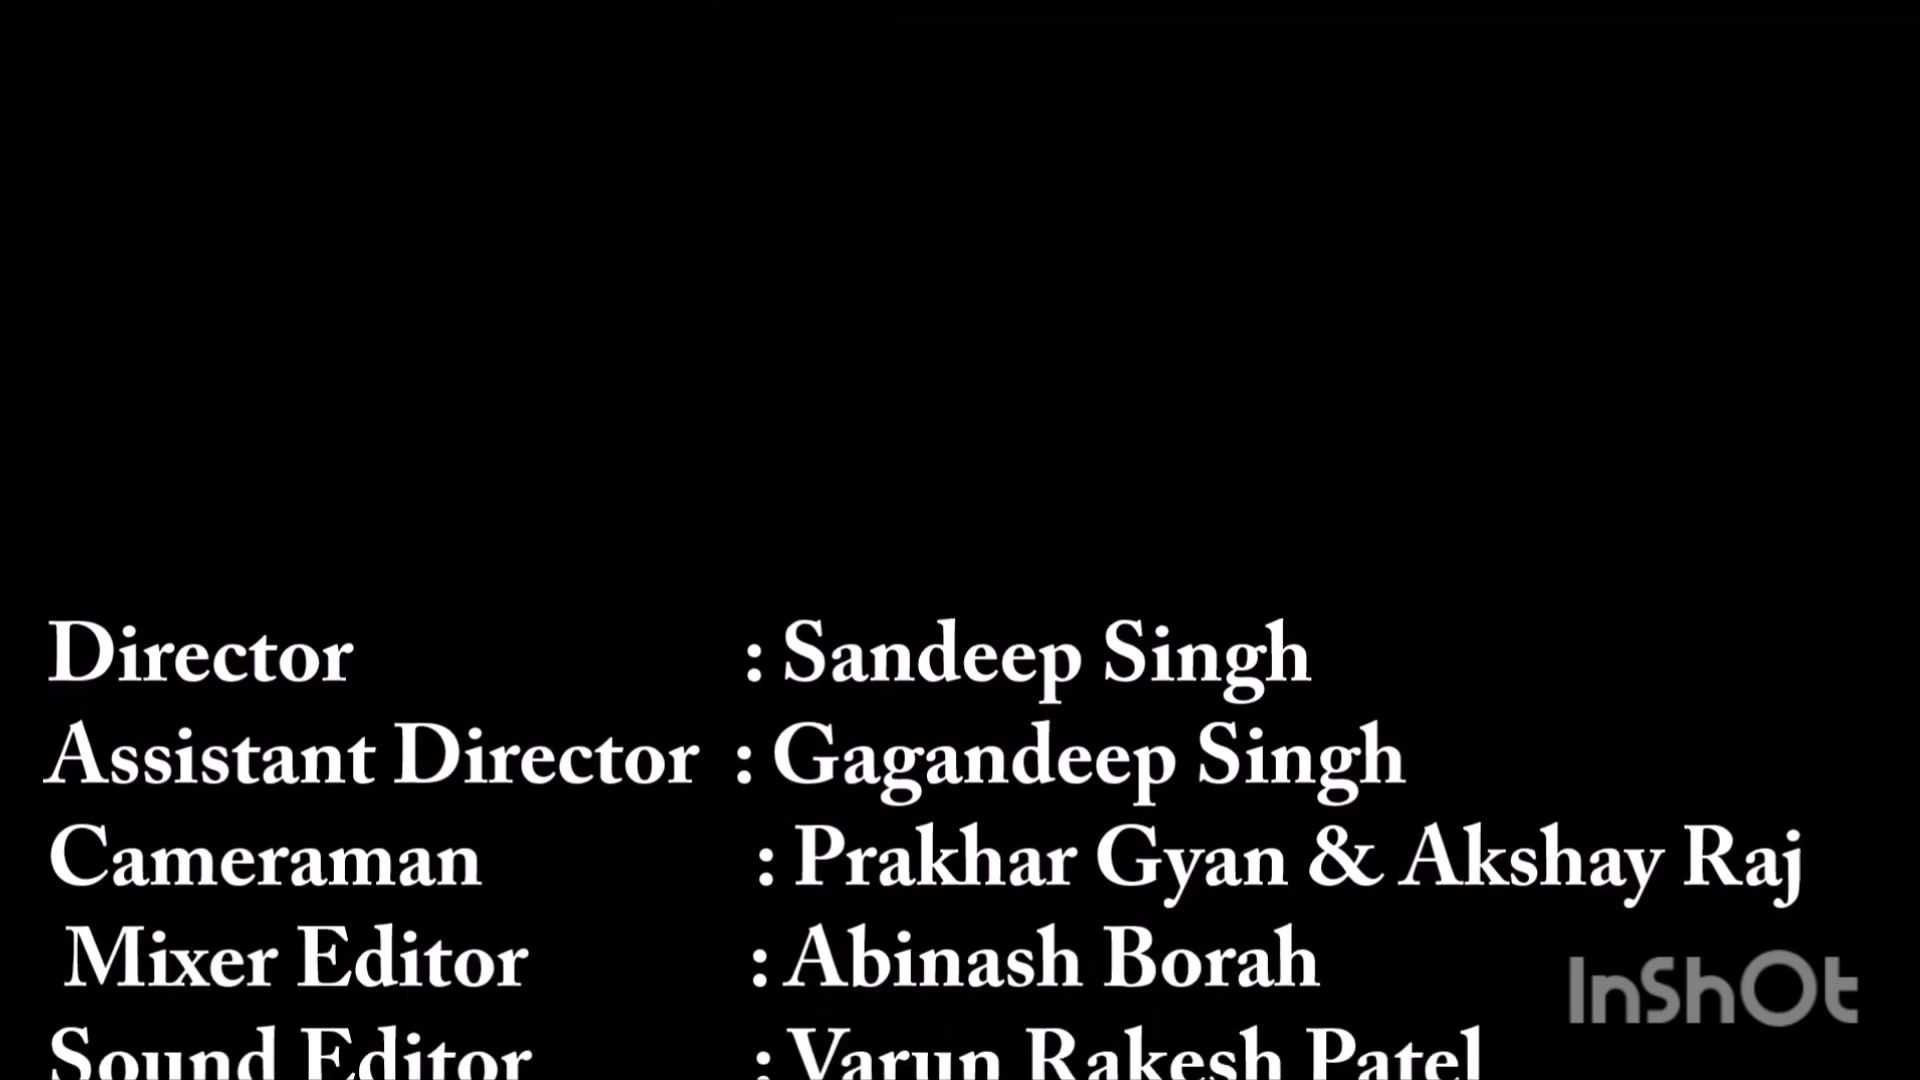 Director : Sandeep Singh
Assistant Director : Gagandeep Singh
Cameraman : Prakhar Gyan & Akshay Raj
Mixer Editor : Abinash Borah
Sound Editor : Varun Rakesh Patel
InShOt